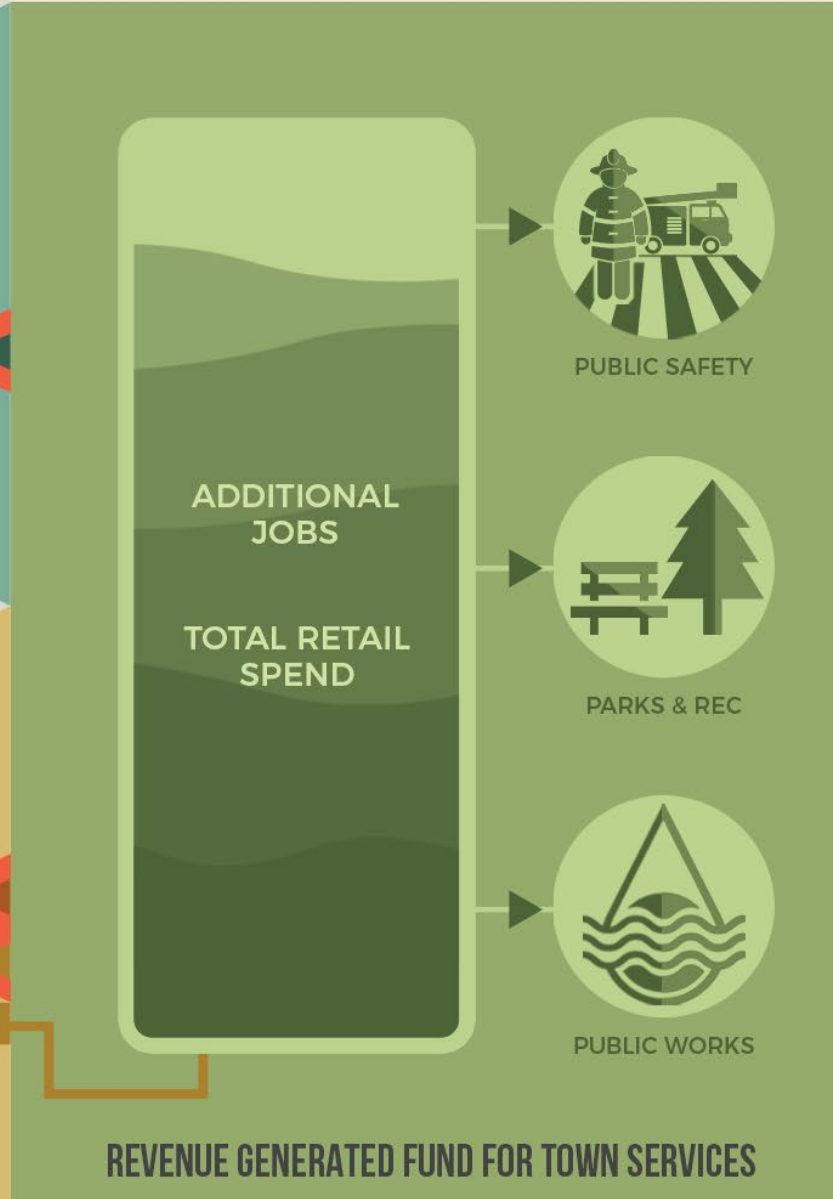 ADDITIONAL
JOBS
TOTAL RETAIL
SPEND
PUBLIC SAFETY
PARKS & REC
PUBLIC WORKS
REVENUE GENERATED FUND FOR TOWN SERVICES